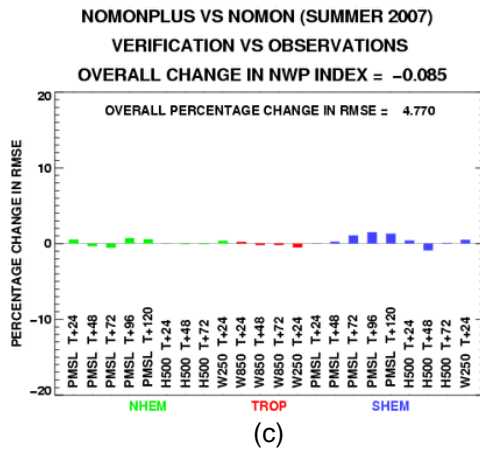 NOMONPLUS VS NOMON (SUMMER 2007)
VERIFICATION VS OBSERVATIONS
OVERALL CHANGE IN NWP INDEX = −0.085
OVERALL PERCENTAGE CHANGE IN RMSE = 4.770
PERCENTAGE CHANGE IN RMSE
20
10
0
−10
−20
PMSL T+24
PMSL T+48
PMSL T+72
PMSL T+96
PMSL T+120
H500 T+24
H500 T+48
H500 T+72
W250 T+24
W850 T+24
W850 T+48
W850 T+72
W250 T+24
PMSL T+24
PMSL T+48
PMSL T+72
PMSL T+96
PMSL T+120
H500 T+24
H500 T+48
H500 T+72
W250 T+24
NHEM TROP SHEM
(c)